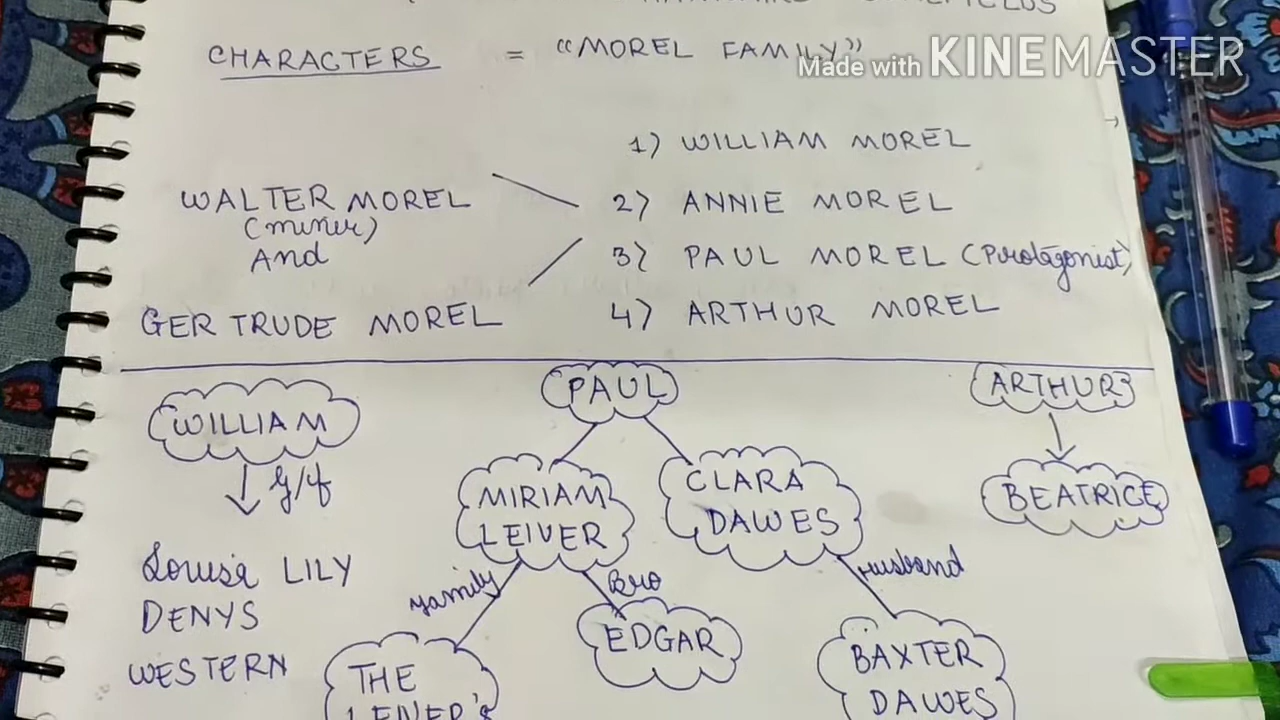 CHARACTERS = "MOREL FAMILY"
Made with KINEMASTER
1) WILLIAM MOREL
WALTER MOREL
(miner)
And
GERTRUDE MOREL
2) ANNIE MOREL
3) PAUL MOREL (Protagonist)
4) ARTHUR MOREL
WILLIAM
G/f
Louisa LILY
DENYS
WESTERN
PAUL
MIRIAM
LEIVER
CLARA
DAWES
Family
Bro
Husband
THE
LEIVER'S
EDGAR
BAXTER
DAWES
ARTHUR
BEATRICE